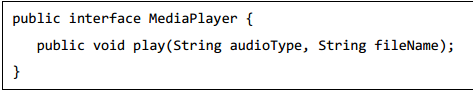 public interface MediaPlayer {
   public void play(String audioType, String fileName);
}